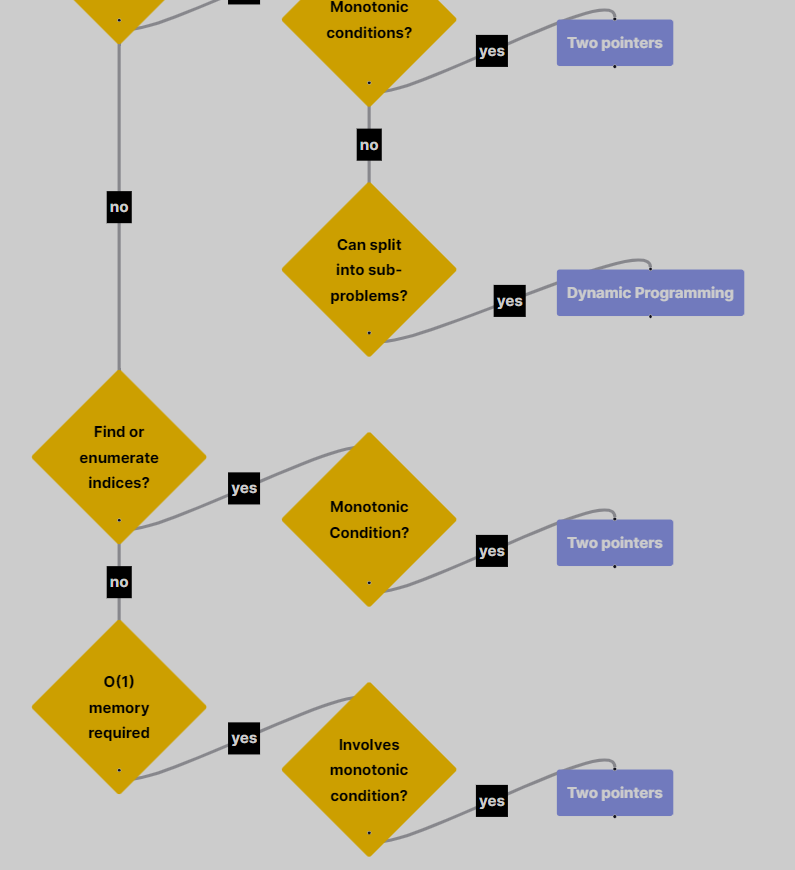 Monotonic
conditions?
yes
Two pointers
no
no
Can split
into sub-
problems?
yes
Dynamic Programming
Find or
enumerate
indices?
yes
Monotonic
Condition?
yes
Two pointers
no
O(1)
memory
required
yes
Involves
monotonic
condition?
yes
Two pointers